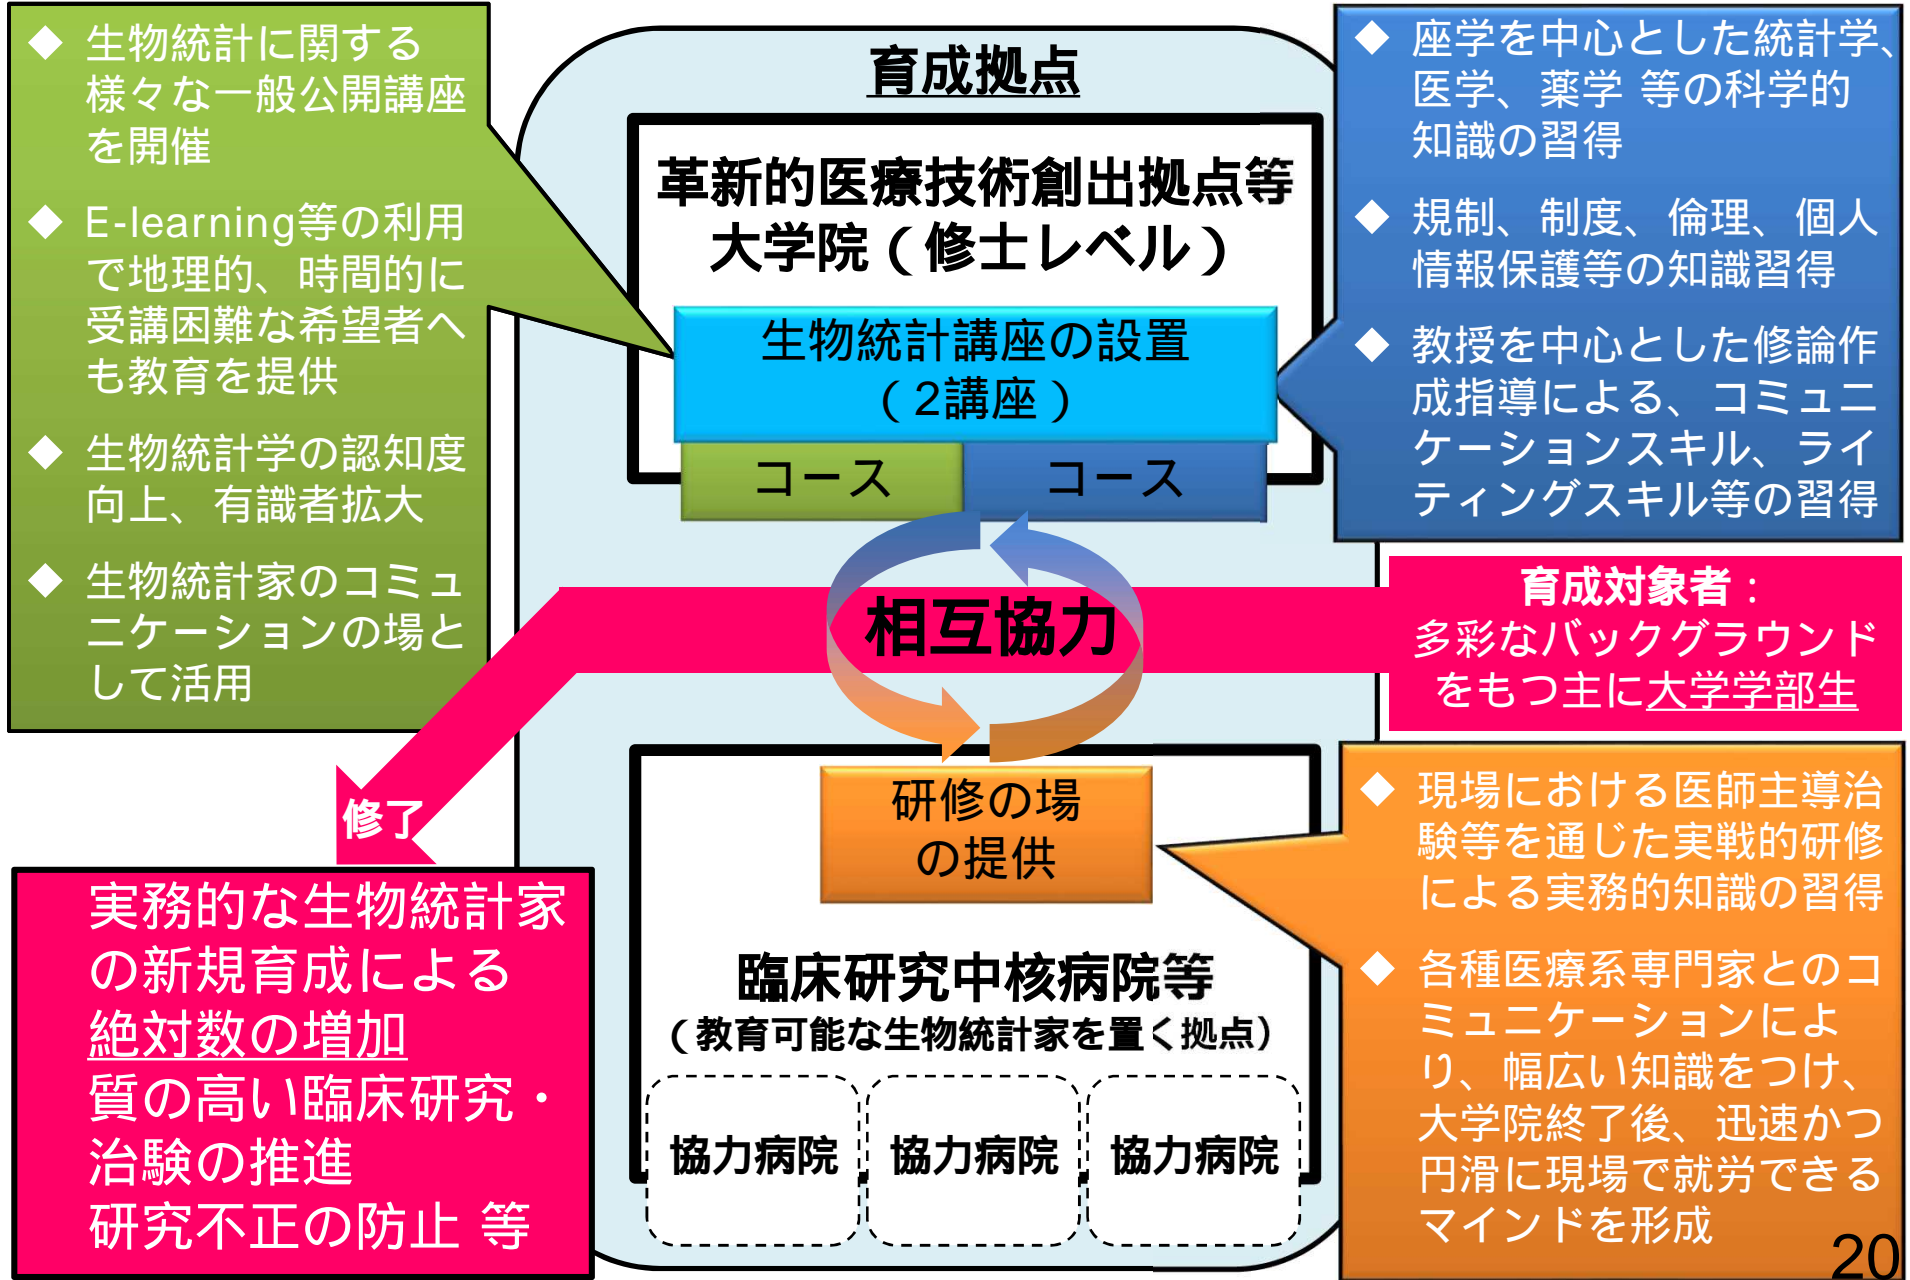 ◆ 生物統計に関する
様々な一般公開講座
を開催
◆ E-learning等の利用
で地理的、時間的に
受講困難な希望者へ
も教育を提供
◆ 生物統計学の認知度
向上、有識者拡大
◆ 生物統計家のコミュ
ニケーションの場と
して活用
育成拠点
革新的医療技術創出拠点等
大学院（修士レベル）
生物統計講座の設置
（2講座）
コース
コース
◆ 座学を中心とした統計学、
医学、薬学 等の科学的
知識の習得
◆ 規制、制度、倫理、個人
情報保護等の知識習得
◆ 教授を中心とした修論作
成指導による、コミュニ
ケーションスキル、ライ
ティングスキル等の習得
相互協力
育成対象者：
多彩なバックグラウンド
をもつ主に大学学部生
修了
実務的な生物統計家
の新規育成による
絶対数の増加
質の高い臨床研究・
治験の推進
研究不正の防止 等
研修の場
の提供
臨床研究中核病院等
（教育可能な生物統計家を置く拠点）
協力病院
協力病院
協力病院
◆ 現場における医師主導治
験等を通じた実戦的研修
による実務的知識の習得
◆ 各種医療系専門家とのコ
ミュニケーションによ
り、幅広い知識をつけ、
大学院終了後、迅速かつ
円滑に現場で就労できる
マインドを形成
20